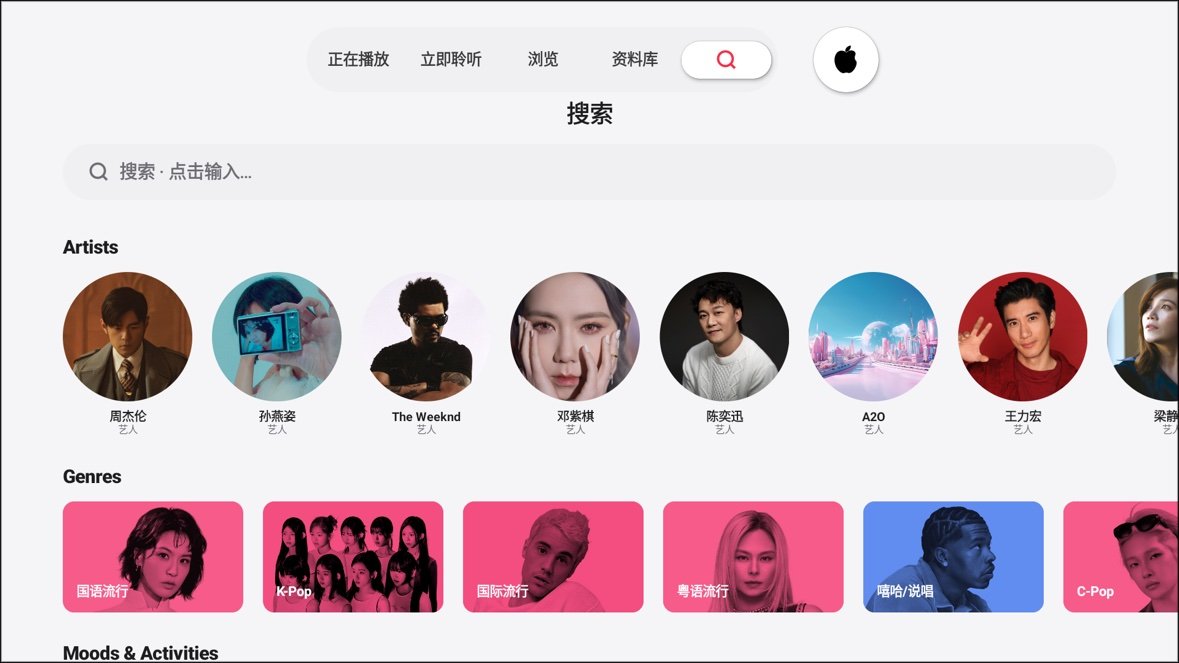 正在播放 立即聆听 浏览 资料库
搜索
搜索 · 点击输入...
Artists
周杰伦 孙燕姿 The Weeknd 邓紫棋 陈奕迅 A2O 王力宏 梁静
艺人 艺人 艺人 艺人 艺人 艺人 艺人 艺人
Genres
国语流行 K-Pop 国际流行 粤语流行 嘻哈/说唱 C-Pop
Moods & Activities